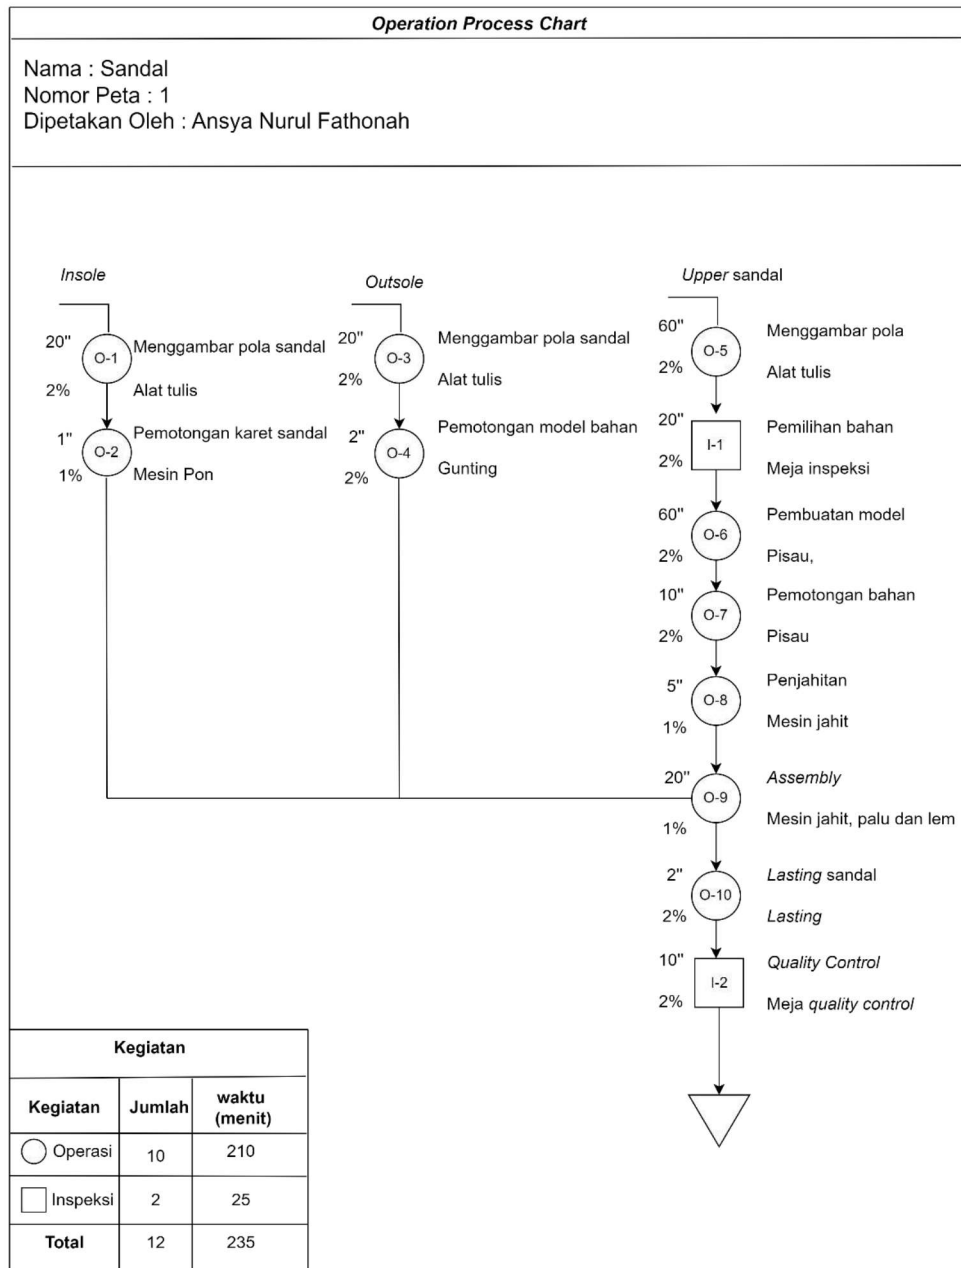 Operation Process Chart
Nama : Sandal
Nomor Peta : 1
Dipetakan Oleh : Ansya Nurul Fathonah
Insole
20"
O-1
Menggambar pola sandal
2%
Alat tulis
1"
O-2
Pemotongan karet sandal
1%
Mesin Pon
Outsole
20"
O-3
Menggambar pola sandal
2%
Alat tulis
2"
O-4
Pemotongan model bahan
2%
Gunting
Upper sandal
60"
O-5
Menggambar pola
2%
Alat tulis
20"
I-1
Pemilihan bahan
2%
Meja inspeksi
60"
O-6
Pembuatan model
2%
Pisau,
10"
O-7
Pemotongan bahan
2%
Pisau
5"
O-8
Penjahitan
1%
Mesin jahit
20"
O-9
Assembly
1%
Mesin jahit, palu dan lem
2"
O-10
Lasting sandal
2%
Lasting
10"
I-2
Quality Control
2%
Meja quality control
Kegiatan
Kegiatan Jumlah waktu
(menit)
Operasi 10 210
Inspeksi 2 25
Total 12 235